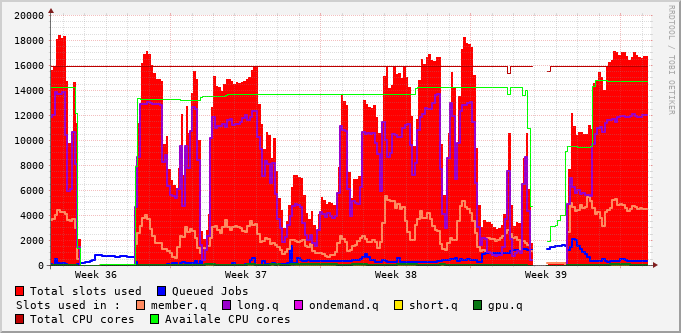 RRDTOOL / TOBI OETIKER
20000
18000
16000
14000
12000
10000
8000
6000
4000
2000
0
Week 36 Week 37 Week 38 Week 39
Total slots used Queued Jobs
Slots used in : member.q long.q ondemand.q short.q gpu.q
Total CPU cores Availale CPU cores